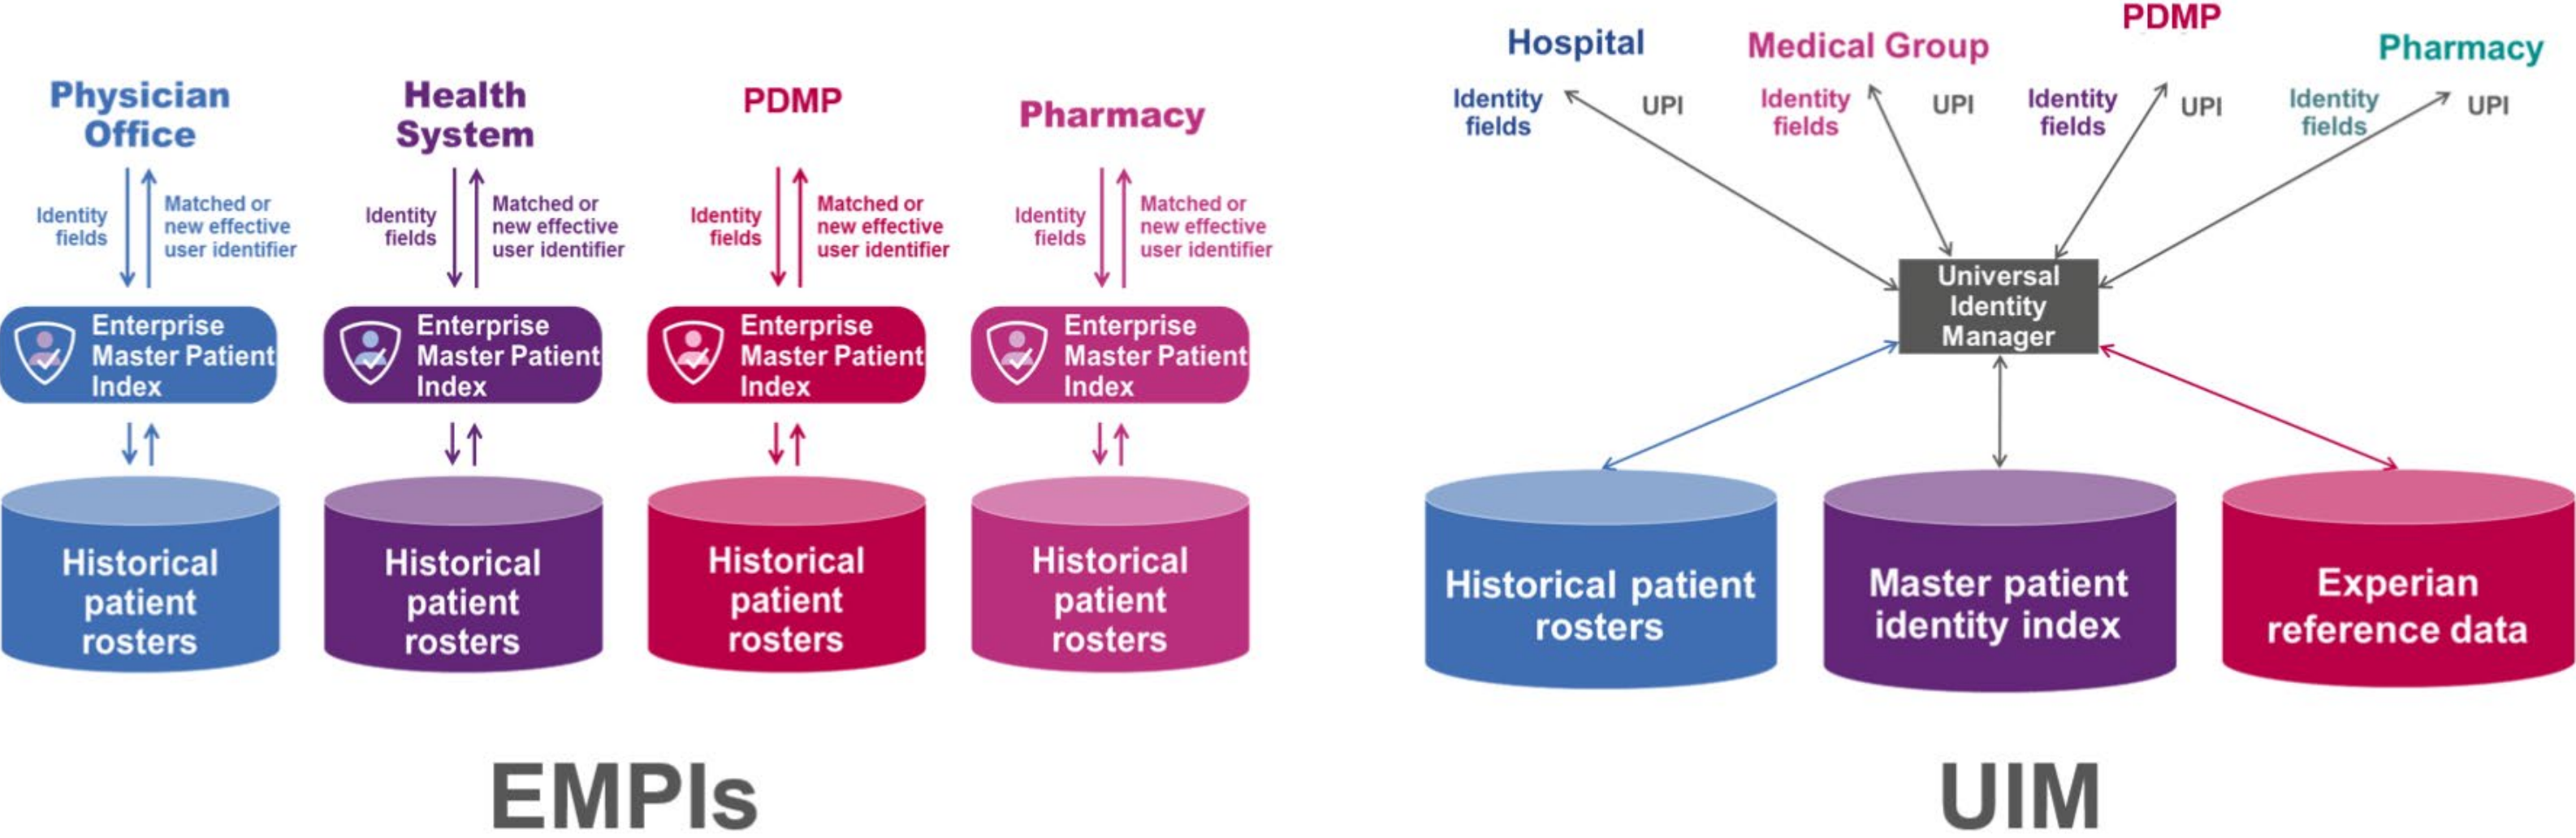 Physician
Office
Identity
fields
Matched or
new effective
user identifier
Enterprise
Master Patient
Index
Historical
patient
rosters
Health
System
Identity
fields
Matched or
new effective
user identifier
Enterprise
Master Patient
Index
Historical
patient
rosters
PDMP
Identity
fields
Matched or
new effective
user identifier
Enterprise
Master Patient
Index
Historical
patient
rosters
Pharmacy
Identity
fields
Matched or
new effective
user identifier
Enterprise
Master Patient
Index
Historical
patient
rosters
EMPIs
Hospital
Identity
fields
UPI
Medical Group
Identity
fields
UPI
PDMP
Identity
fields
UPI
Pharmacy
Identity
fields
UPI
Universal
Identity
Manager
Historical patient
rosters
Master patient
identity index
Experian
reference data
UIM